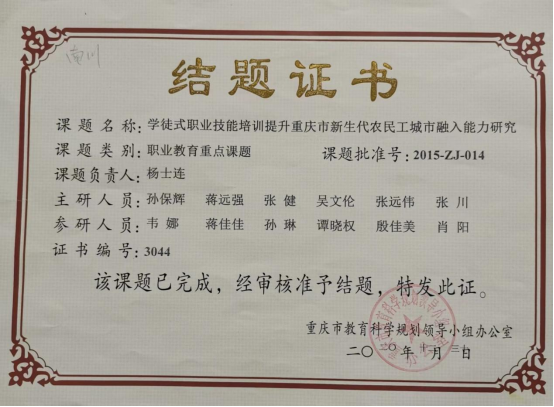 南川
结题证书
课题名称：学徒式职业技能培训提升重庆市新生代农民工城市融入能力研究
课题类别：职业教育重点课题 课题批准号：2015-ZJ-014
课题负责人：杨士连
主研人员：孙保辉 蒋远强 张健 吴文伦 张远伟 张川
参研人员：韦娜 蒋佳佳 孙琳 谭晓权 殷佳美 肖阳
证书编号：3044
该课题已完成，经审核准予结题，特发此证。
重庆市教育科学规划领导小组办公室